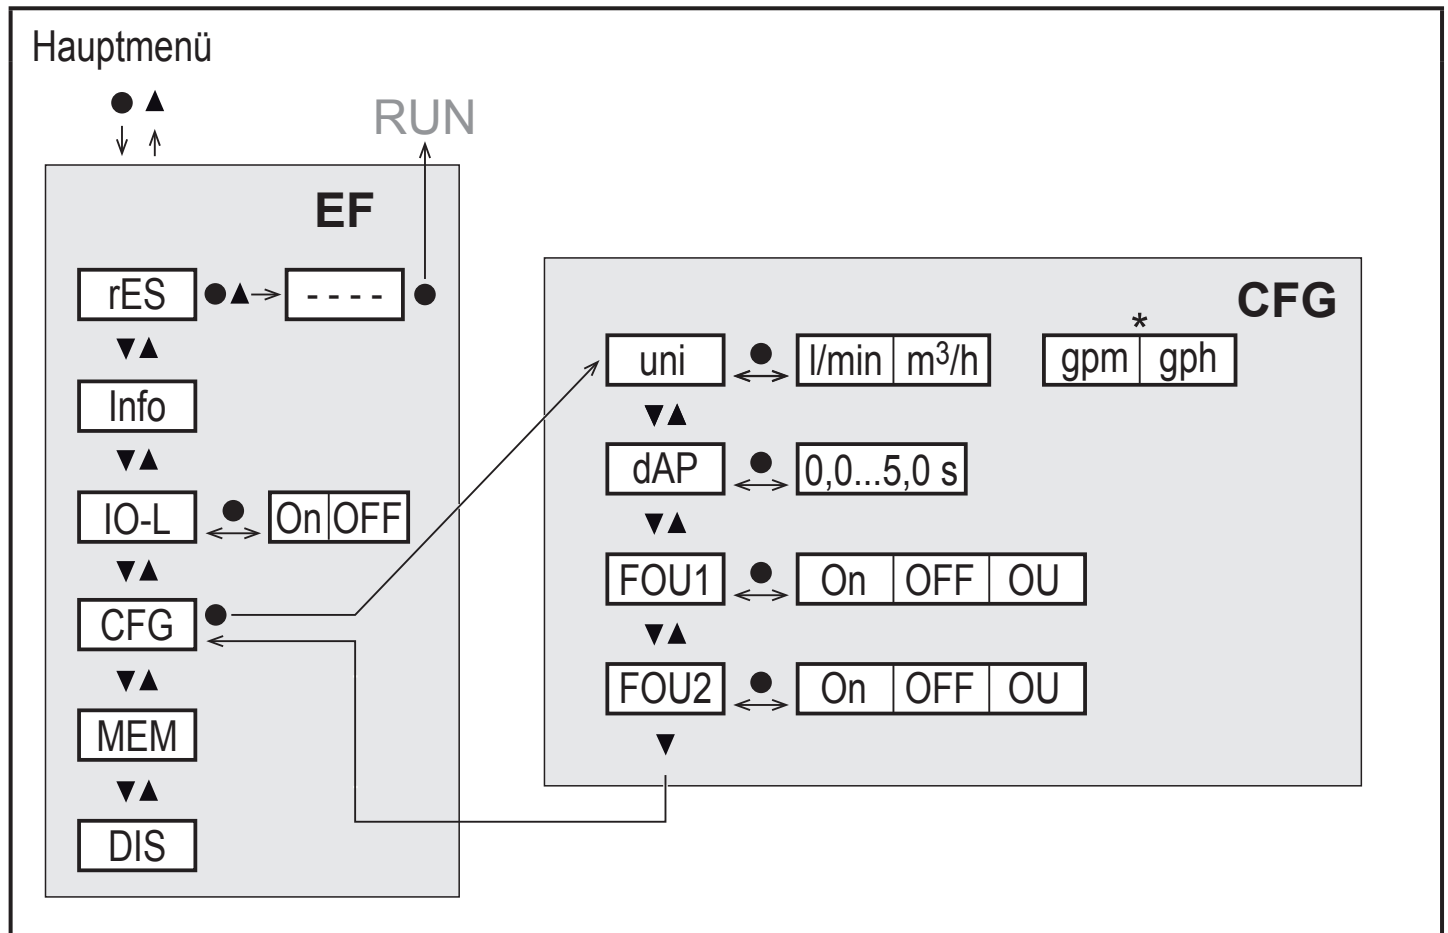 Hauptmenü
RUN
EF
rES
- - - -
Info
IO-L
On OFF
CFG
MEM
DIS
CFG
*
uni
l/min m³/h
gpm gph
dAP
0,0...5,0 s
FOU1
On OFF OU
FOU2
On OFF OU